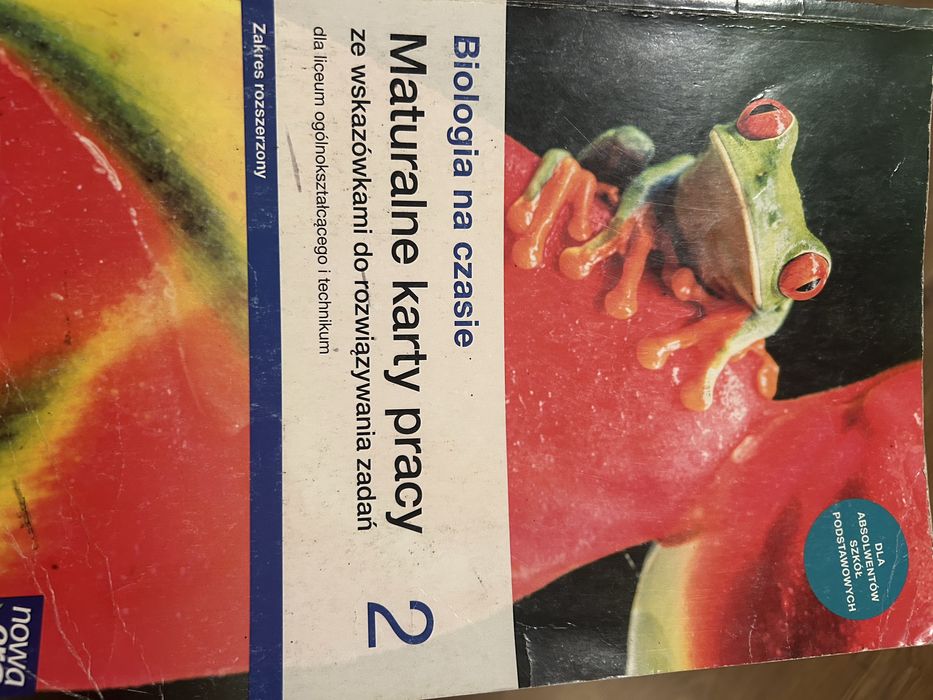 DLA
ABSOLWENTÓW
SZKÓŁ
PODSTAWOWYCH
Biologia na czasie
Maturalne karty pracy 2
ze wskazówkami do rozwiązywania zadań
dla liceum ogólnokształcącego i technikum
Zakres rozszerzony
nowa